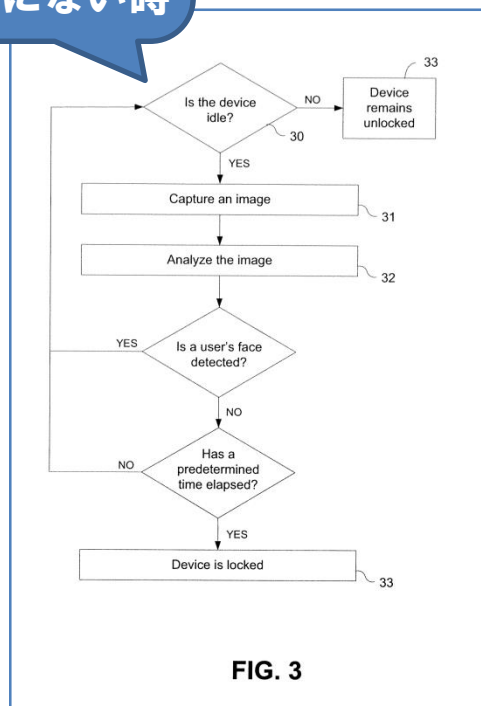 にない時
33
Is the device
idle?
NO
Device
remains
unlocked
30
YES
Capture an image
31
Analyze the image
32
YES
Is a user's face
detected?
NO
Has a
predetermined
time elapsed?
NO
YES
Device is locked
33
FIG. 3